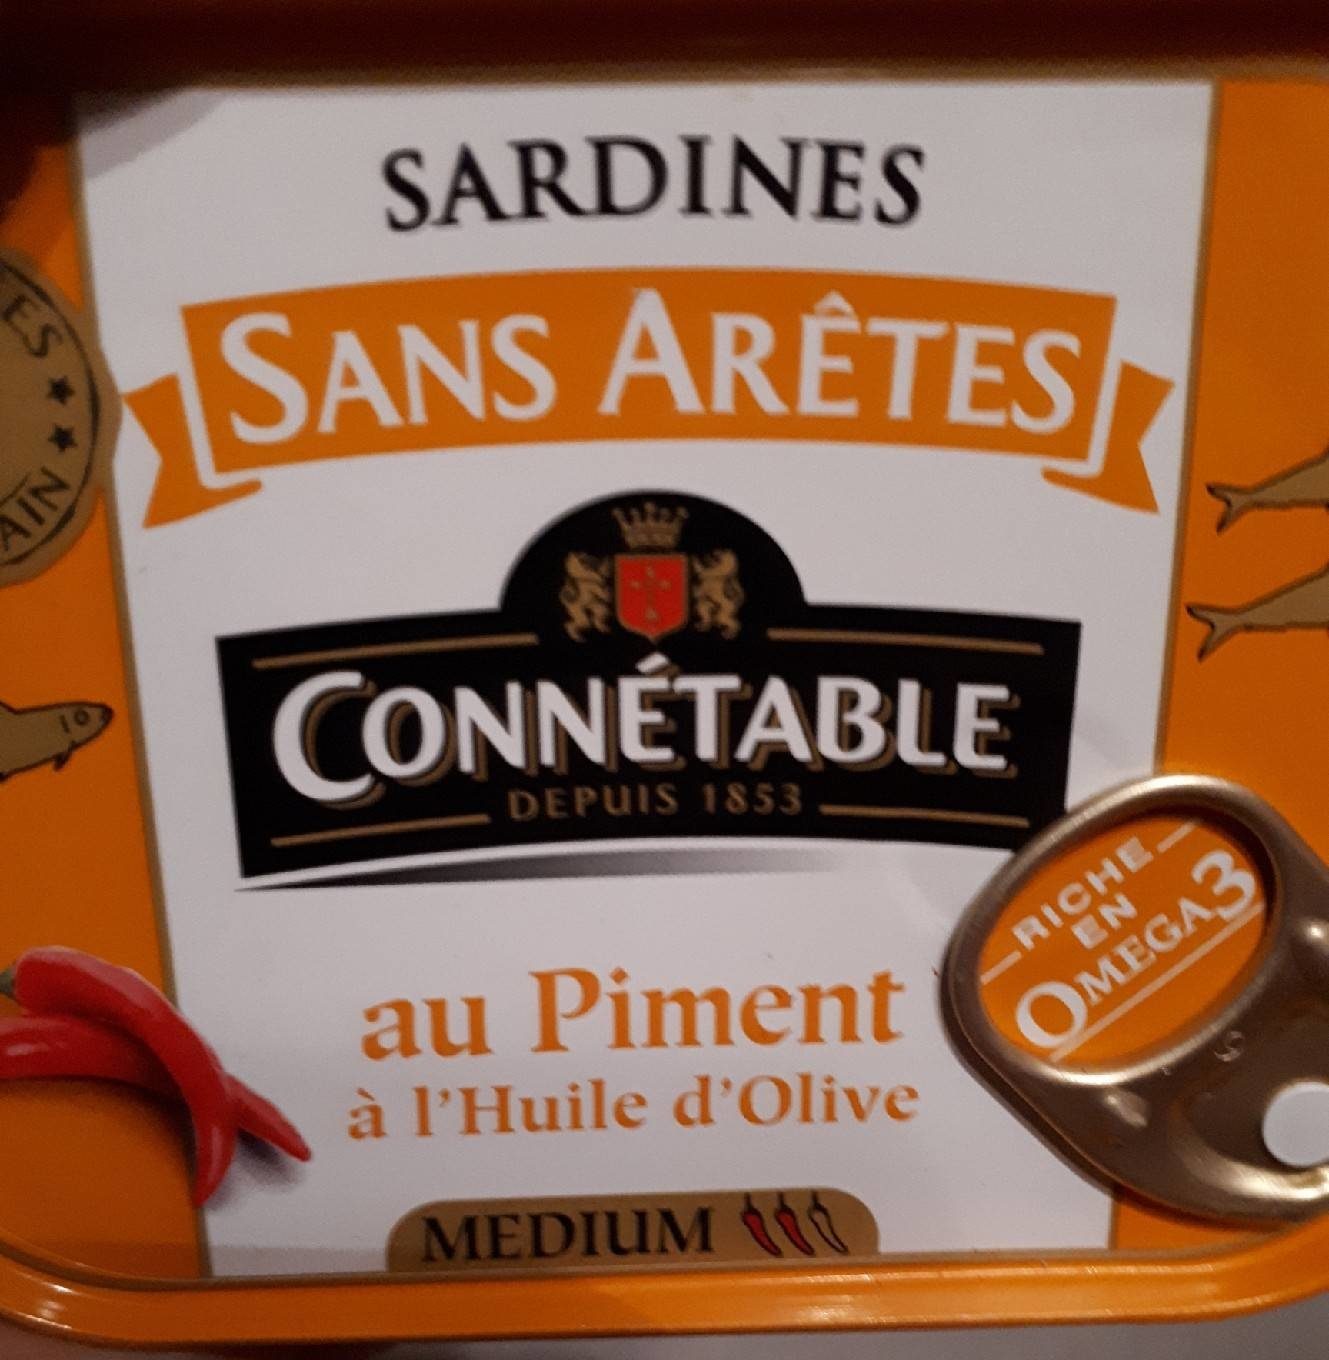 SARDINES
SANS ARÊTES
CONNÉTABLE
DEPUIS 1853
RICHE
EN
OMEGA3
au Piment
à l'Huile d'Olive
MEDIUM